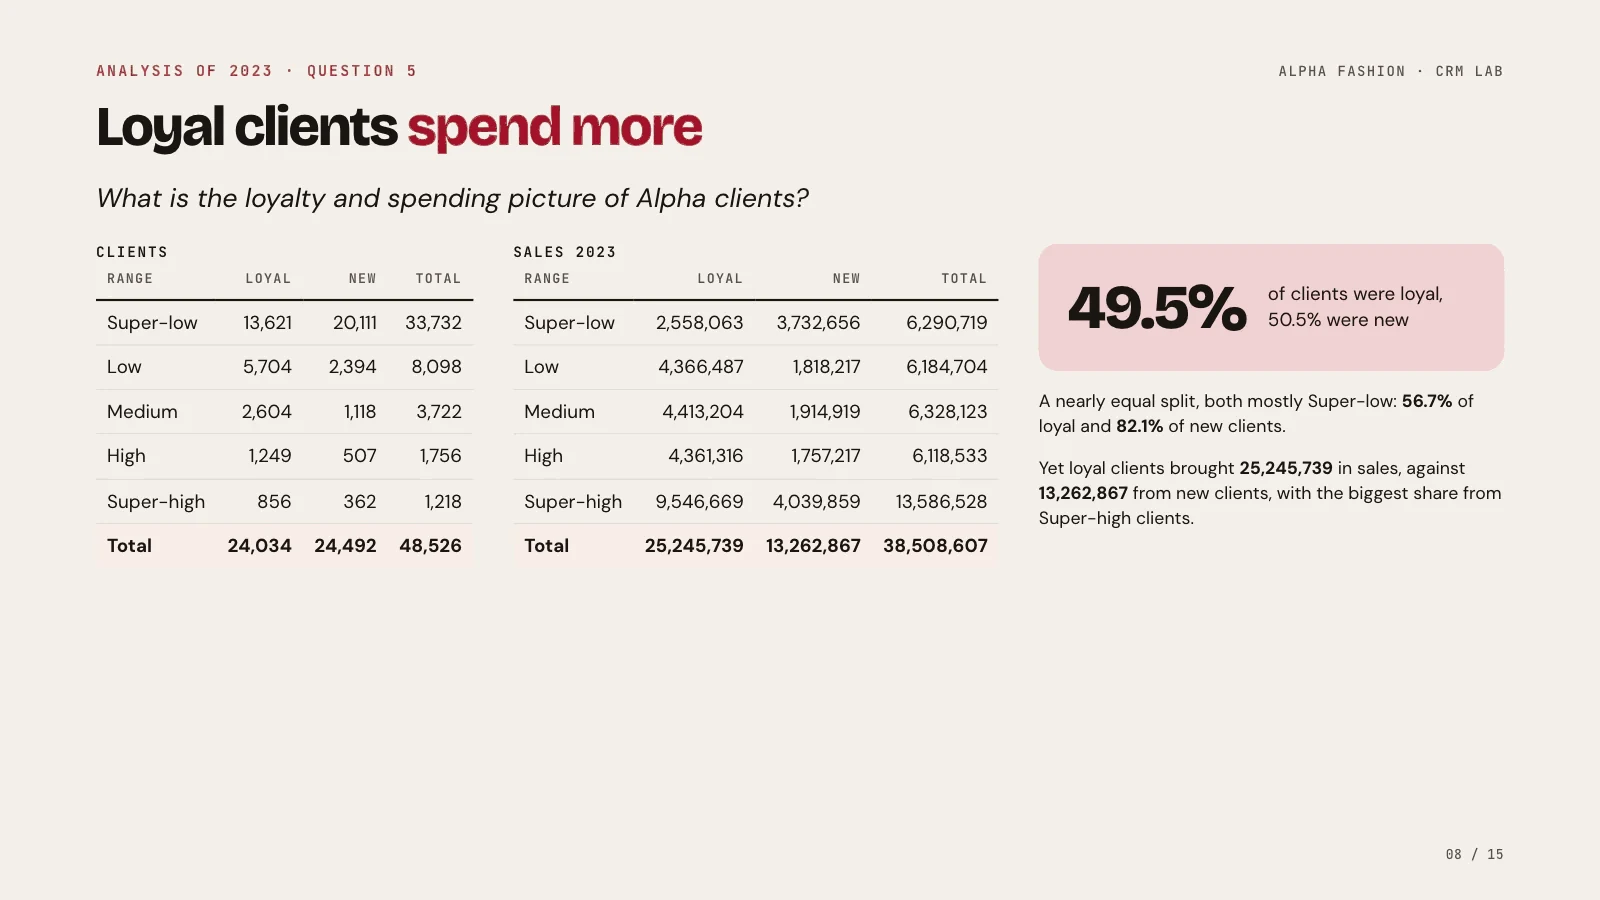 ANALYSIS OF 2023 · QUESTION 5
ALPHA FASHION · CRM LAB
Loyal clients spend more
What is the loyalty and spending picture of Alpha clients?
CLIENTS
RANGE LOYAL NEW TOTAL
Super-low 13,621 20,111 33,732
Low 5,704 2,394 8,098
Medium 2,604 1,118 3,722
High 1,249 507 1,756
Super-high 856 362 1,218
Total 24,034 24,492 48,526
SALES 2023
RANGE LOYAL NEW TOTAL
Super-low 2,558,063 3,732,656 6,290,719
Low 4,366,487 1,818,217 6,184,704
Medium 4,413,204 1,914,919 6,328,123
High 4,361,316 1,757,217 6,118,533
Super-high 9,546,669 4,039,859 13,586,528
Total 25,245,739 13,262,867 38,508,607
49.5%
of clients were loyal,
50.5% were new
A nearly equal split, both mostly Super-low: 56.7% of
loyal and 82.1% of new clients.
Yet loyal clients brought 25,245,739 in sales, against
13,262,867 from new clients, with the biggest share from
Super-high clients.
08 / 15